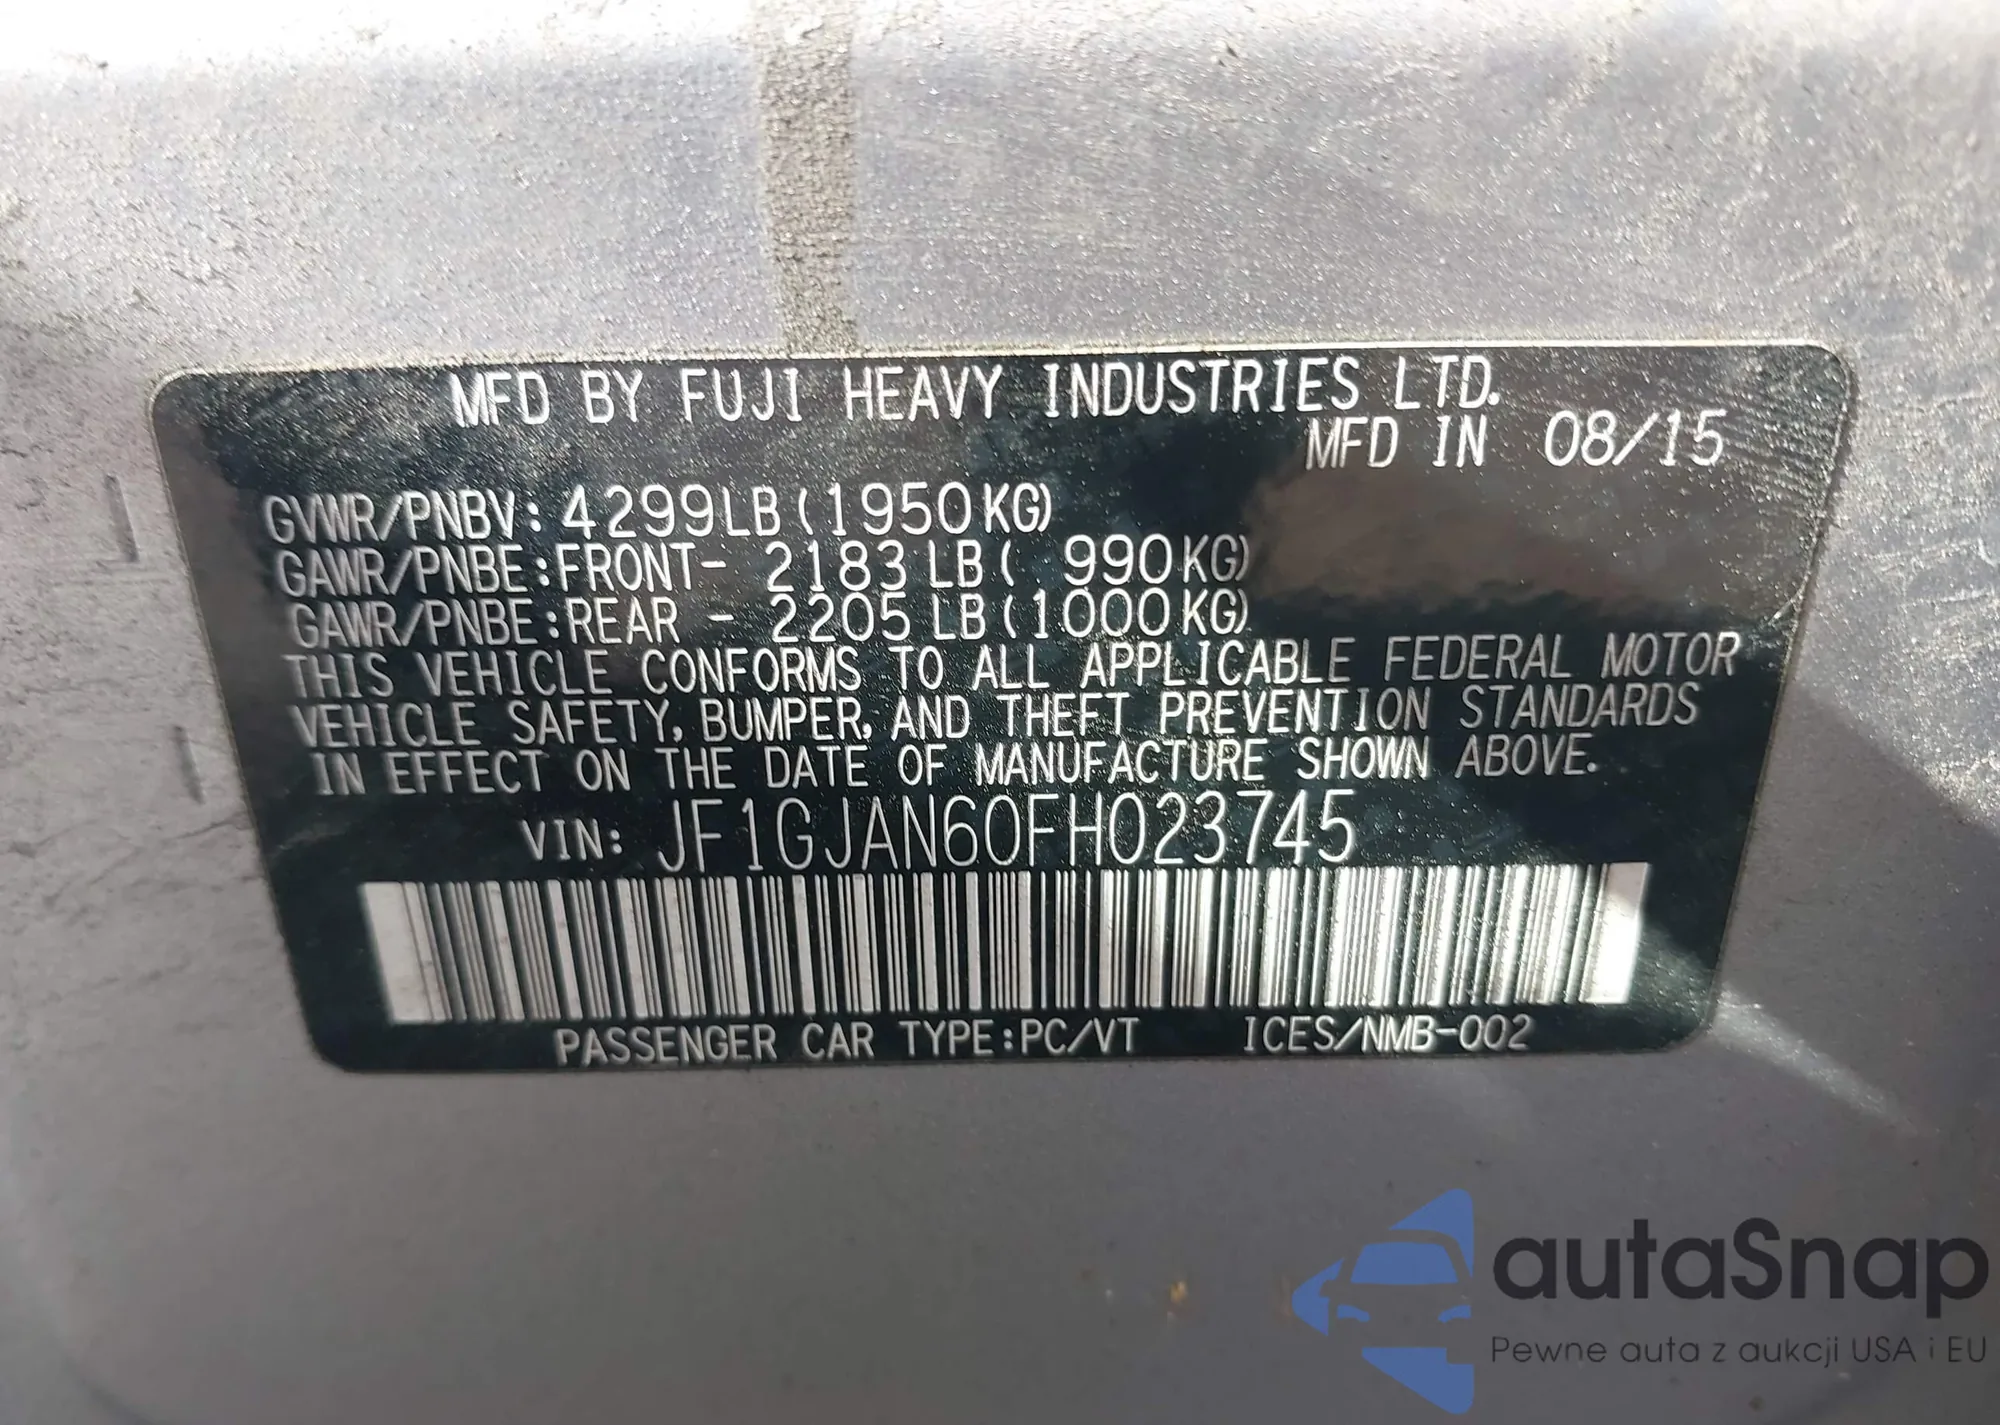 MFD BY FUJI HEAVY INDUSTRIES LTD.
MFD IN 08/15
GVWR/PNBV: 4299LB (1950KG)
GAWR/PNBE:FRONT- 2183 LB( 990KG)
GAWR/PNBE:REAR - 2205 LB(1000KG)
THIS VEHICLE CONFORMS TO ALL APPLICABLE FEDERAL MOTOR
VEHICLE SAFETY, BUMPER, AND THEFT PREVENTION STANDARDS
IN EFFECT ON THE DATE OF MANUFACTURE SHOWN ABOVE.
VIN: JF1GJAN60FH023745
PASSENGER CAR TYPE:PC/VT ICES/NMB-002
autaSnap
Pewne auta z aukcji USA i EU